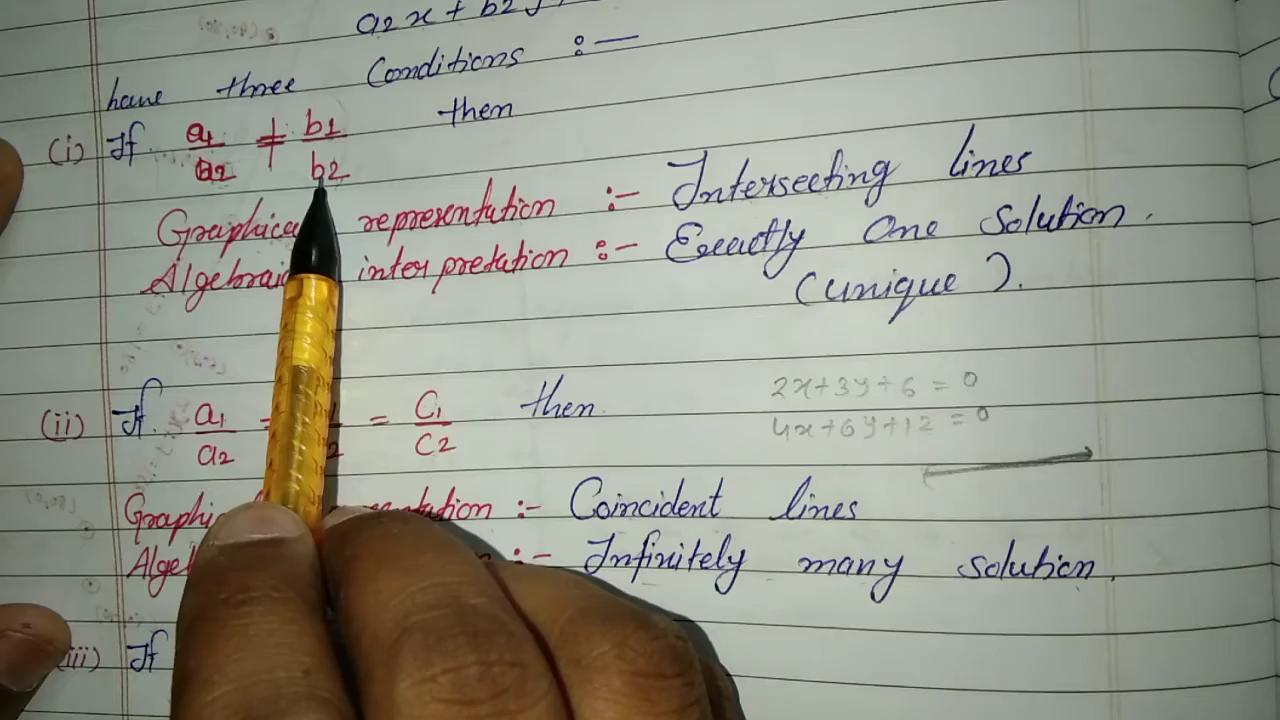 a2x + b2y
have three Conditions :—
(i) If a1/a2 ≠ b1/b2 then
Graphical representation :- Intersecting lines
Algebraic interpretation :- Exactly One Solution.
(unique).
(ii) If a1/a2 = = C1/C2 then
2x+3y+6 = 0
4x+6y+12 = 0
:- Coincident lines
:- Infinitely many solution.
(iii) If